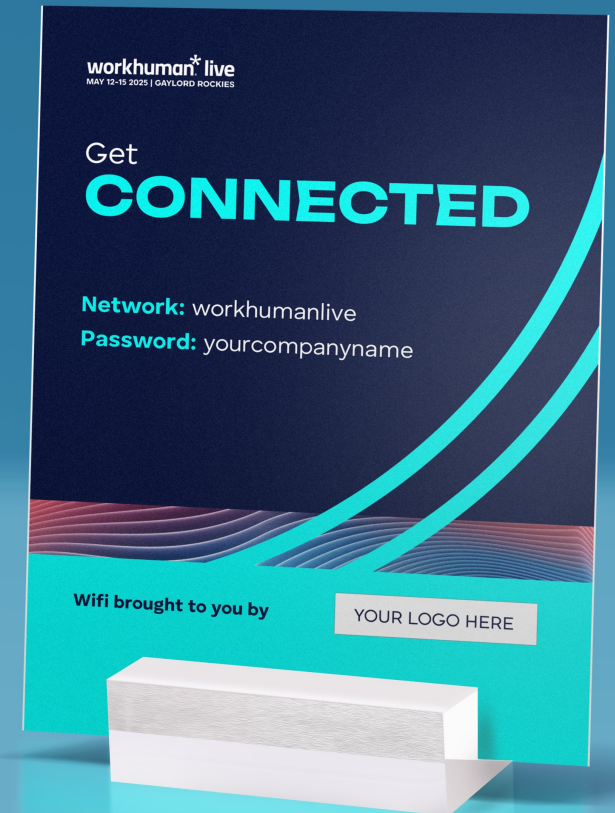 workhuman* live
MAY 12-15 2025 | GAYLORD ROCKIES
Get
CONNECTED
Network: workhumanlive
Password: yourcompanyname
Wifi brought to you by
YOUR LOGO HERE